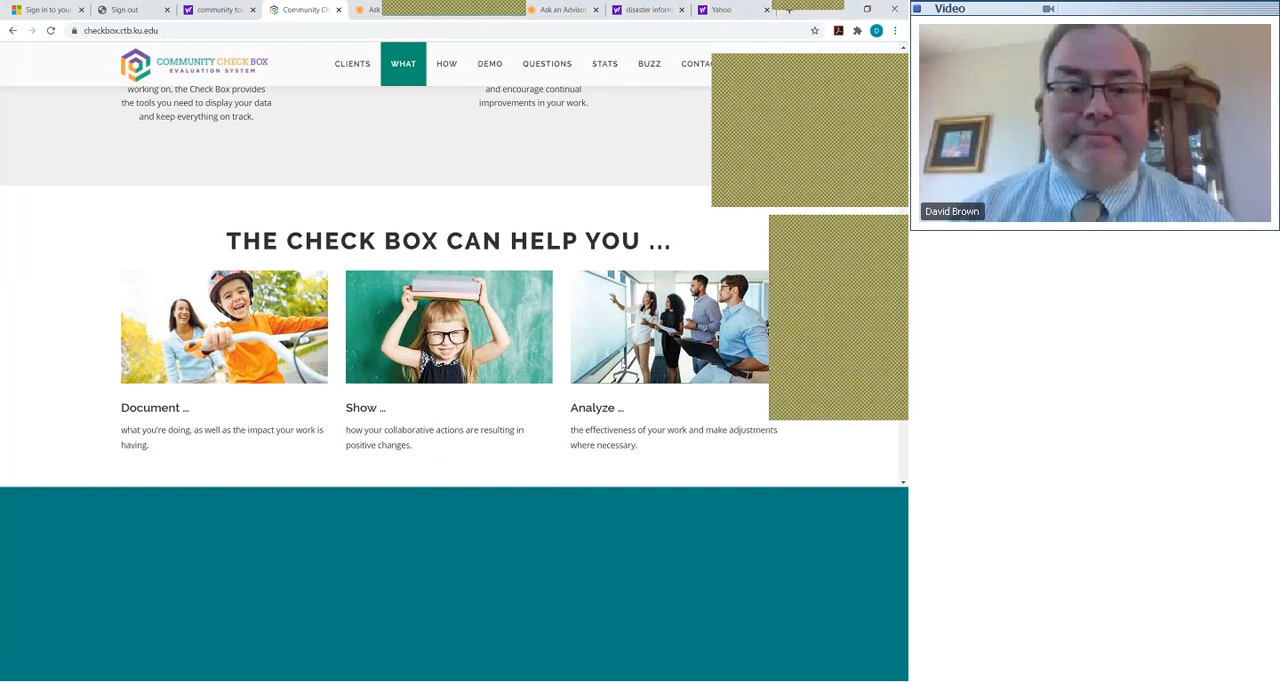 Sign in to your
Sign out
community too
Community Ch
Ask
Ask an Advisor
disaster inform
Yahoo
Video
checkbox.ctb.ku.edu
D
COMMUNITY CHECK BOX
EVALUATION SYSTEM
CLIENTS
WHAT
HOW
DEMO
QUESTIONS
STATS
BUZZ
CONTAC
working on, the Check Box provides
the tools you need to display your data
and keep everything on track.
and encourage continual
improvements in your work.
David Brown
THE CHECK BOX CAN HELP YOU ...
Document ...
what you're doing, as well as the impact your work is
having.
Show ...
how your collaborative actions are resulting in
positive changes.
Analyze ...
the effectiveness of your work and make adjustments
where necessary.